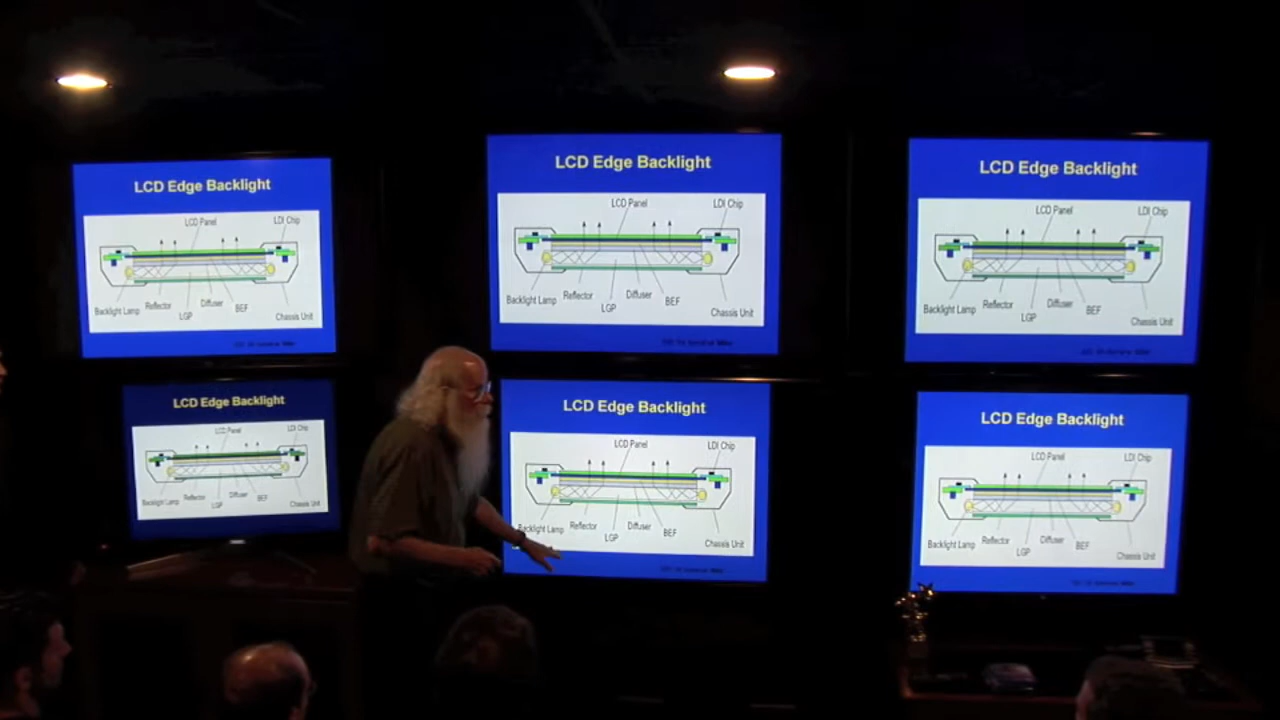 LCD Edge Backlight
LCD Panel
LDI Chip
Backlight Lamp
Reflector
LGP
Diffuser
BEF
Chassis Unit
LCD Edge Backlight
LCD Panel
LDI Chip
Backlight Lamp
Reflector
LGP
Diffuser
BEF
Chassis Unit
LCD Edge Backlight
LCD Panel
LDI Chip
Backlight Lamp
Reflector
LGP
Diffuser
BEF
Chassis Unit
LCD Edge Backlight
LCD Panel
LDI Chip
Backlight Lamp
Reflector
LGP
Diffuser
BEF
Chassis Unit
LCD Edge Backlight
LCD Panel
LDI Chip
Backlight Lamp
Reflector
LGP
Diffuser
BEF
Chassis Unit
LCD Edge Backlight
LCD Panel
LDI Chip
Backlight Lamp
Reflector
LGP
Diffuser
BEF
Chassis Unit